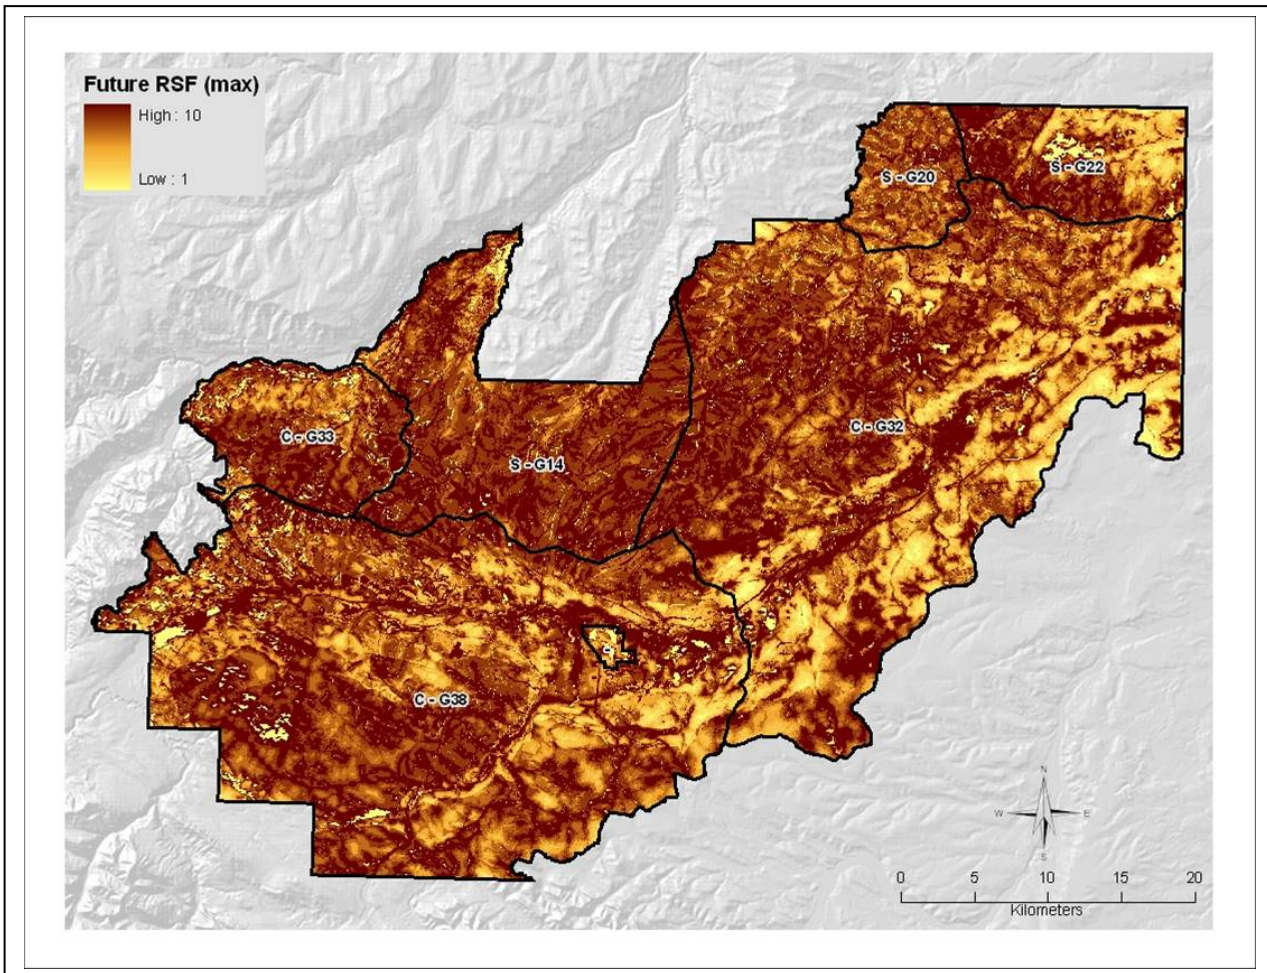 Future RSF (max)
High : 10
Low : 1
S - G20
S - G22
C - G33
S - G14
C - G32
-
C - G38
N
W E
S
0 5 10 15 20
Kilometers